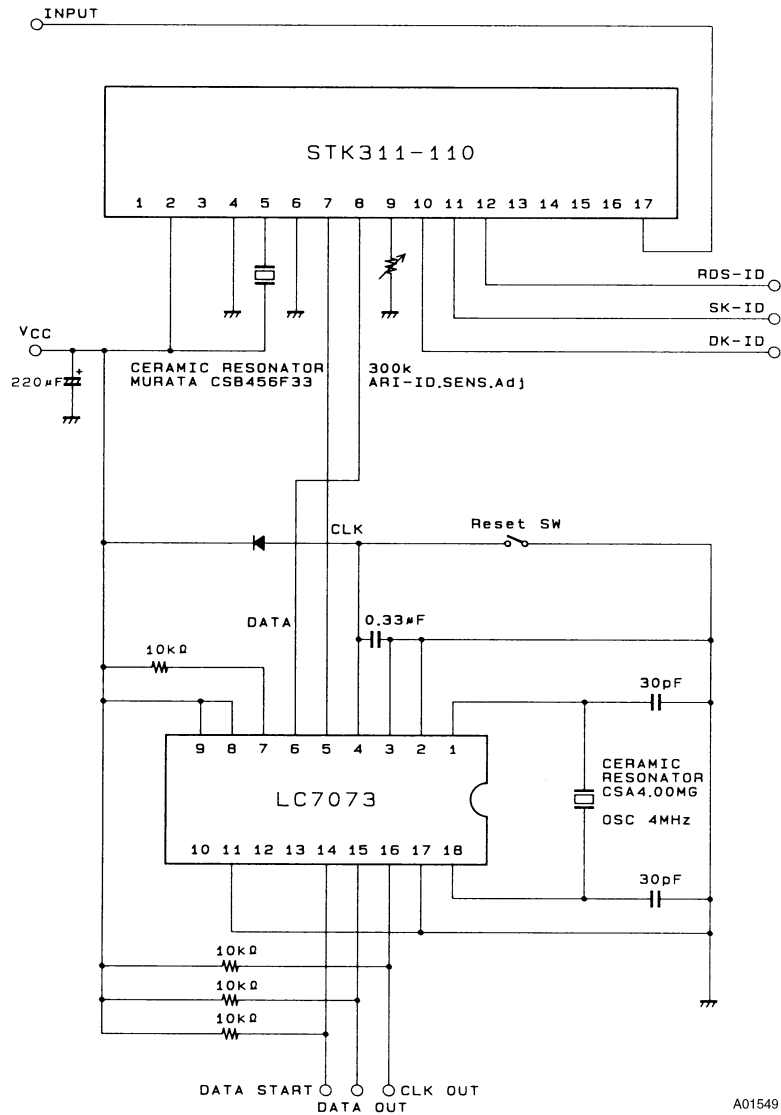 INPUT
STK311-110
1 2 3 4 5 6 7 8 9 10 11 12 13 14 15 16 17
RDS-ID
SK-ID
DK-ID
VCC
220µF
+
CERAMIC RESONATOR
MURATA CSB456F33
300k
ARI-ID.SENS.Adj
CLK
Reset SW
DATA
0.33µF
10kΩ
30pF
9 8 7 6 5 4 3 2 1
LC7073
CERAMIC
RESONATOR
CSA4.00MG
OSC 4MHz
10 11 12 13 14 15 16 17 18
30pF
10kΩ
10kΩ
10kΩ
DATA START
DATA OUT
CLK OUT
A01549